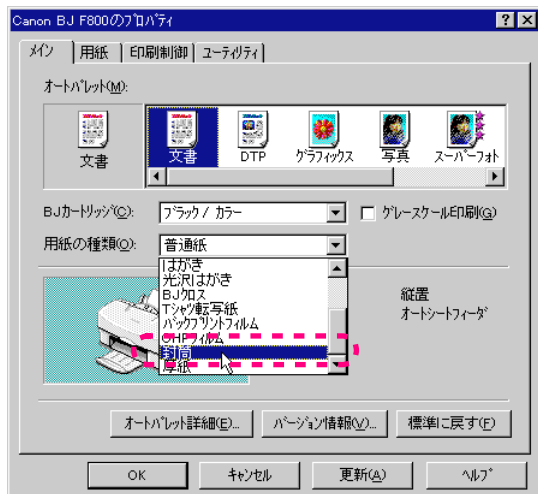 Canon BJ F800のﾌﾟﾛﾊﾟﾃｨ
ﾒｲﾝ 用紙 印刷制御 ﾕｰﾃｨﾘﾃｨ
ｵｰﾄﾊﾟﾚｯﾄ(M):
文書
文書 DTP ｸﾞﾗﾌｨｯｸｽ 写真 ｽｰﾊﾟｰﾌｫﾄ
BJｶｰﾄﾘｯｼﾞ(C): ﾌﾞﾗｯｸ / ｶﾗｰ ｸﾞﾚｰｽｹｰﾙ印刷(G)
用紙の種類(O): 普通紙
はがき
光沢はがき
BJｸﾛｽ
Tｼｬﾂ転写紙
ﾊﾞｯｸﾌﾟﾘﾝﾄﾌｨﾙﾑ
OHPﾌｨﾙﾑ
封筒
厚紙
縦置
ｵｰﾄｼｰﾄﾌｨｰﾀﾞ
ｵｰﾄﾊﾟﾚｯﾄ詳細(E)... ﾊﾞｰｼﾞｮﾝ情報(V)... 標準に戻す(F)
OK ｷｬﾝｾﾙ 更新(A) ﾍﾙﾌﾟ